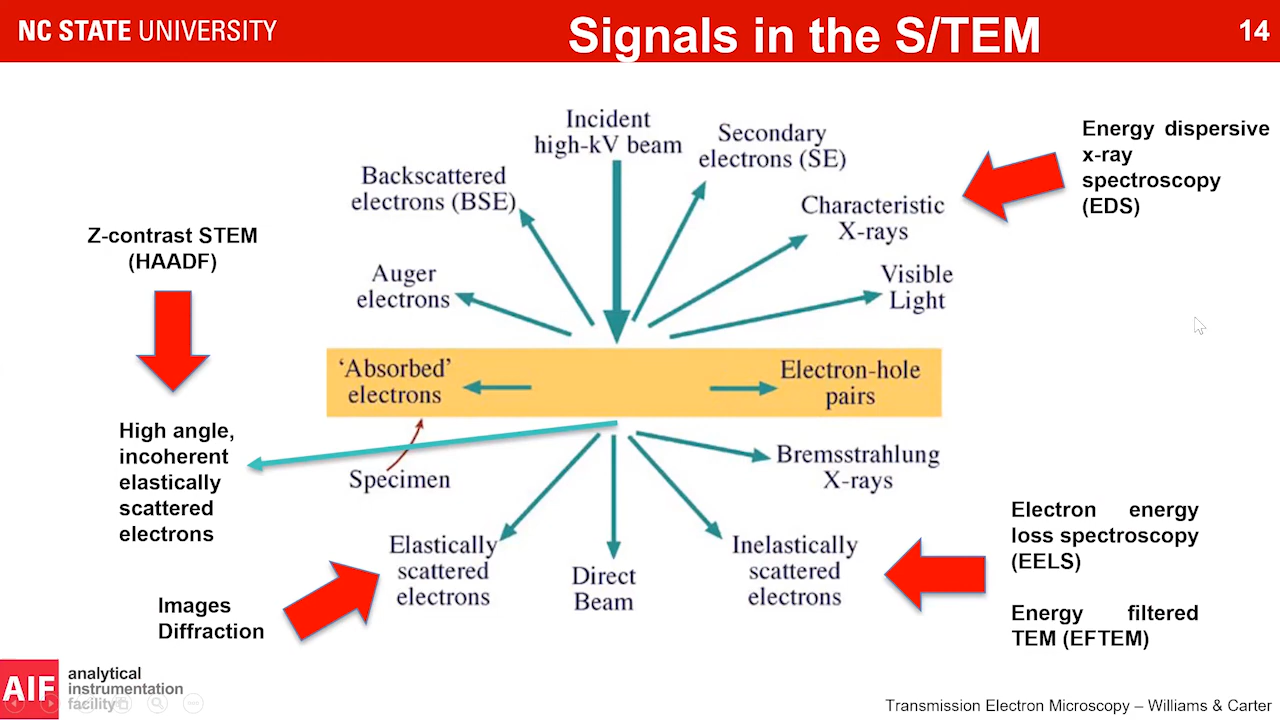 NC STATE UNIVERSITY
Signals in the S/TEM
14
Incident
high-kV beam
Secondary
electrons (SE)
Energy dispersive
x-ray
spectroscopy
(EDS)
Backscattered
electrons (BSE)
Characteristic
X-rays
Z-contrast STEM
(HAADF)
Auger
electrons
Visible
Light
‘Absorbed’
electrons
Electron-hole
pairs
High angle,
incoherent
elastically
scattered
electrons
Specimen
Bremsstrahlung
X-rays
Elastically
scattered
electrons
Direct
Beam
Inelastically
scattered
electrons
Electron energy
loss spectroscopy
(EELS)
Energy filtered
TEM (EFTEM)
Images
Diffraction
AIF
analytical
instrumentation
facility
Transmission Electron Microscopy – Williams & Carter